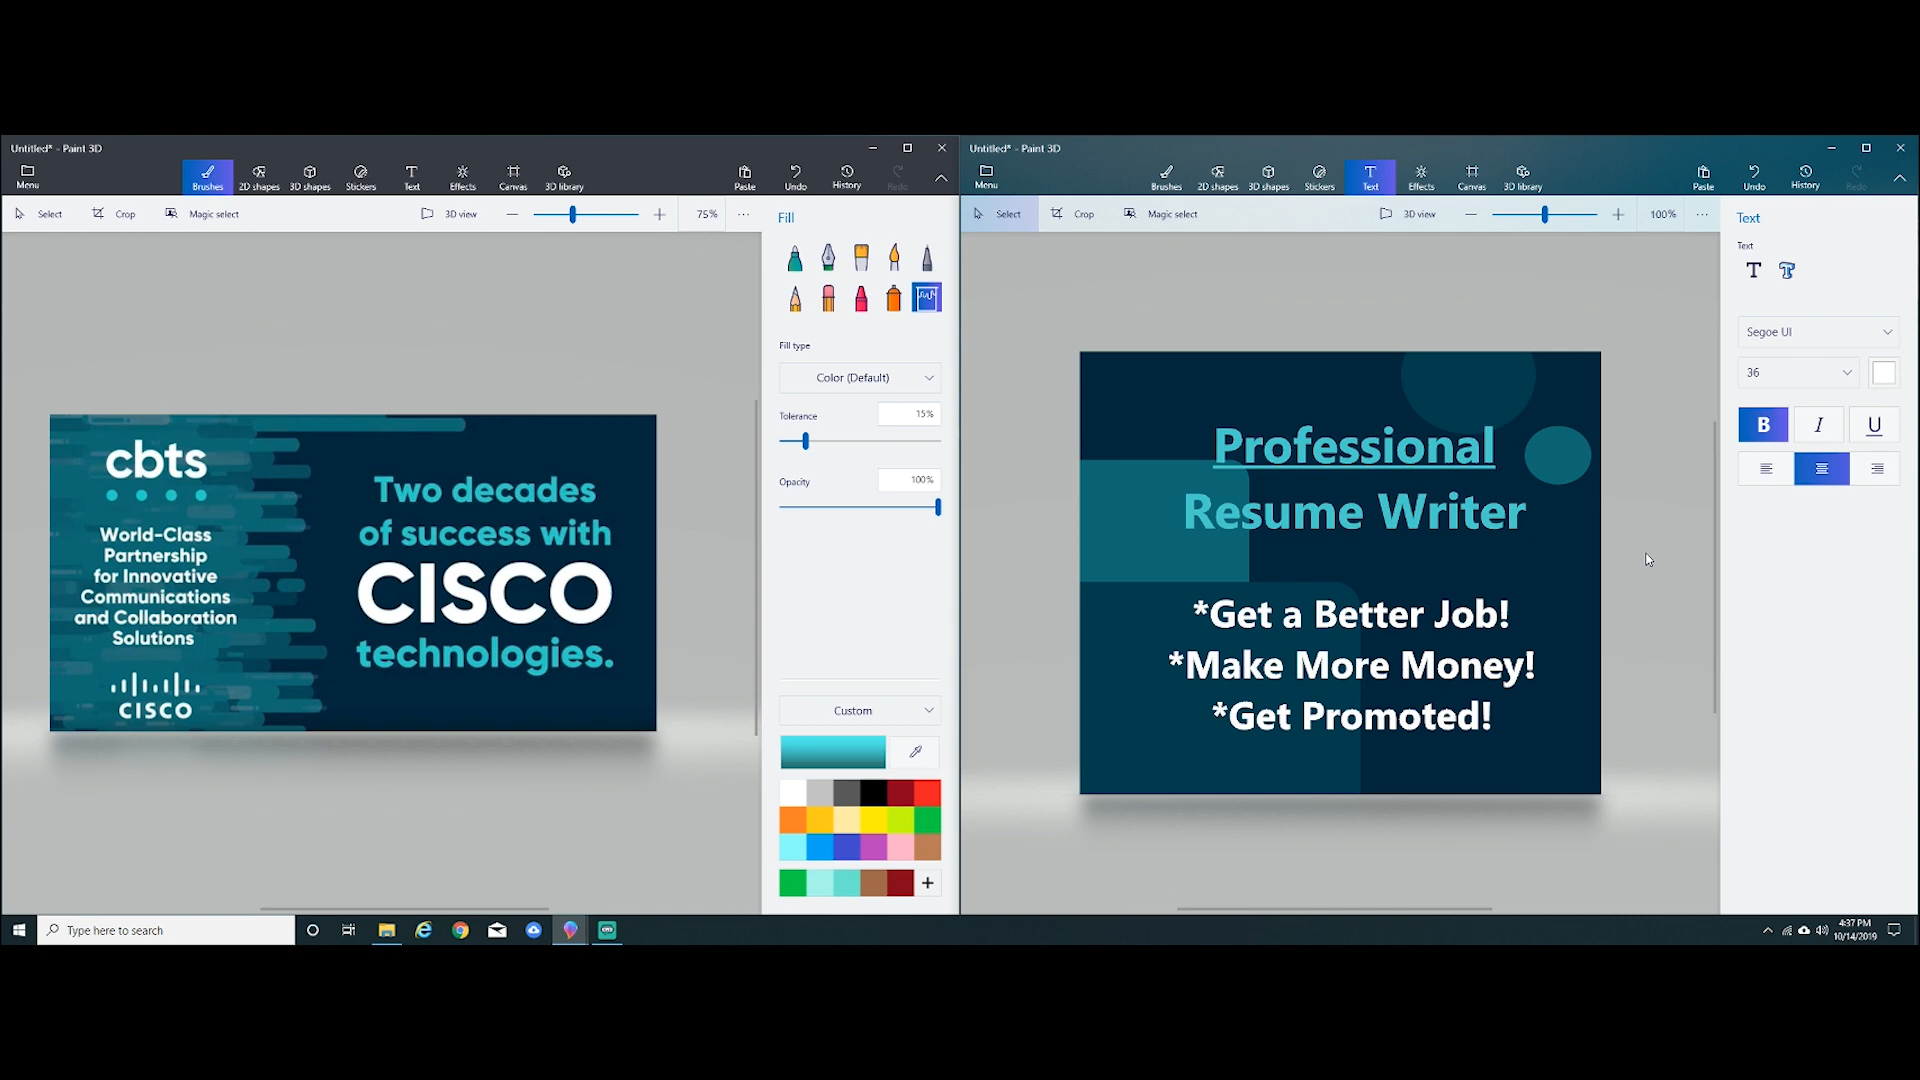 Untitled* - Paint 3D
Menu
Brushes
2D shapes
3D shapes
Stickers
Text
Effects
Canvas
3D library
Paste
Undo
History
Redo
Select
Crop
Magic select
3D view
75%
Fill
Fill type
Color (Default)
Tolerance
15%
Opacity
100%
Custom
cbts
World-Class
Partnership
for Innovative
Communications
and Collaboration
Solutions
CISCO
Two decades
of success with
CISCO
technologies.
Untitled* - Paint 3D
Menu
Brushes
2D shapes
3D shapes
Stickers
Text
Effects
Canvas
3D library
Paste
Undo
History
Redo
Select
Crop
Magic select
3D view
100%
Text
Text
Segoe UI
36
B I U
Professional
Resume Writer
*Get a Better Job!
*Make More Money!
*Get Promoted!
Type here to search
4:37 PM
10/14/2019